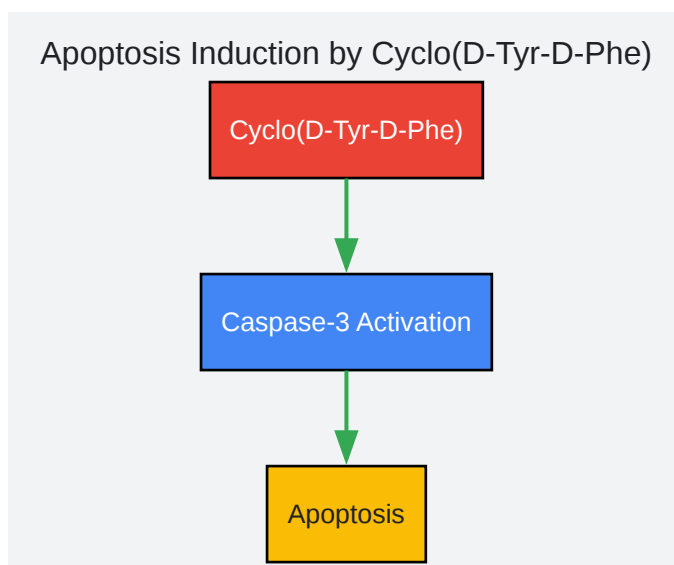 Apoptosis Induction by Cyclo(D-Tyr-D-Phe)
Cyclo(D-Tyr-D-Phe)
Caspase-3 Activation
Apoptosis